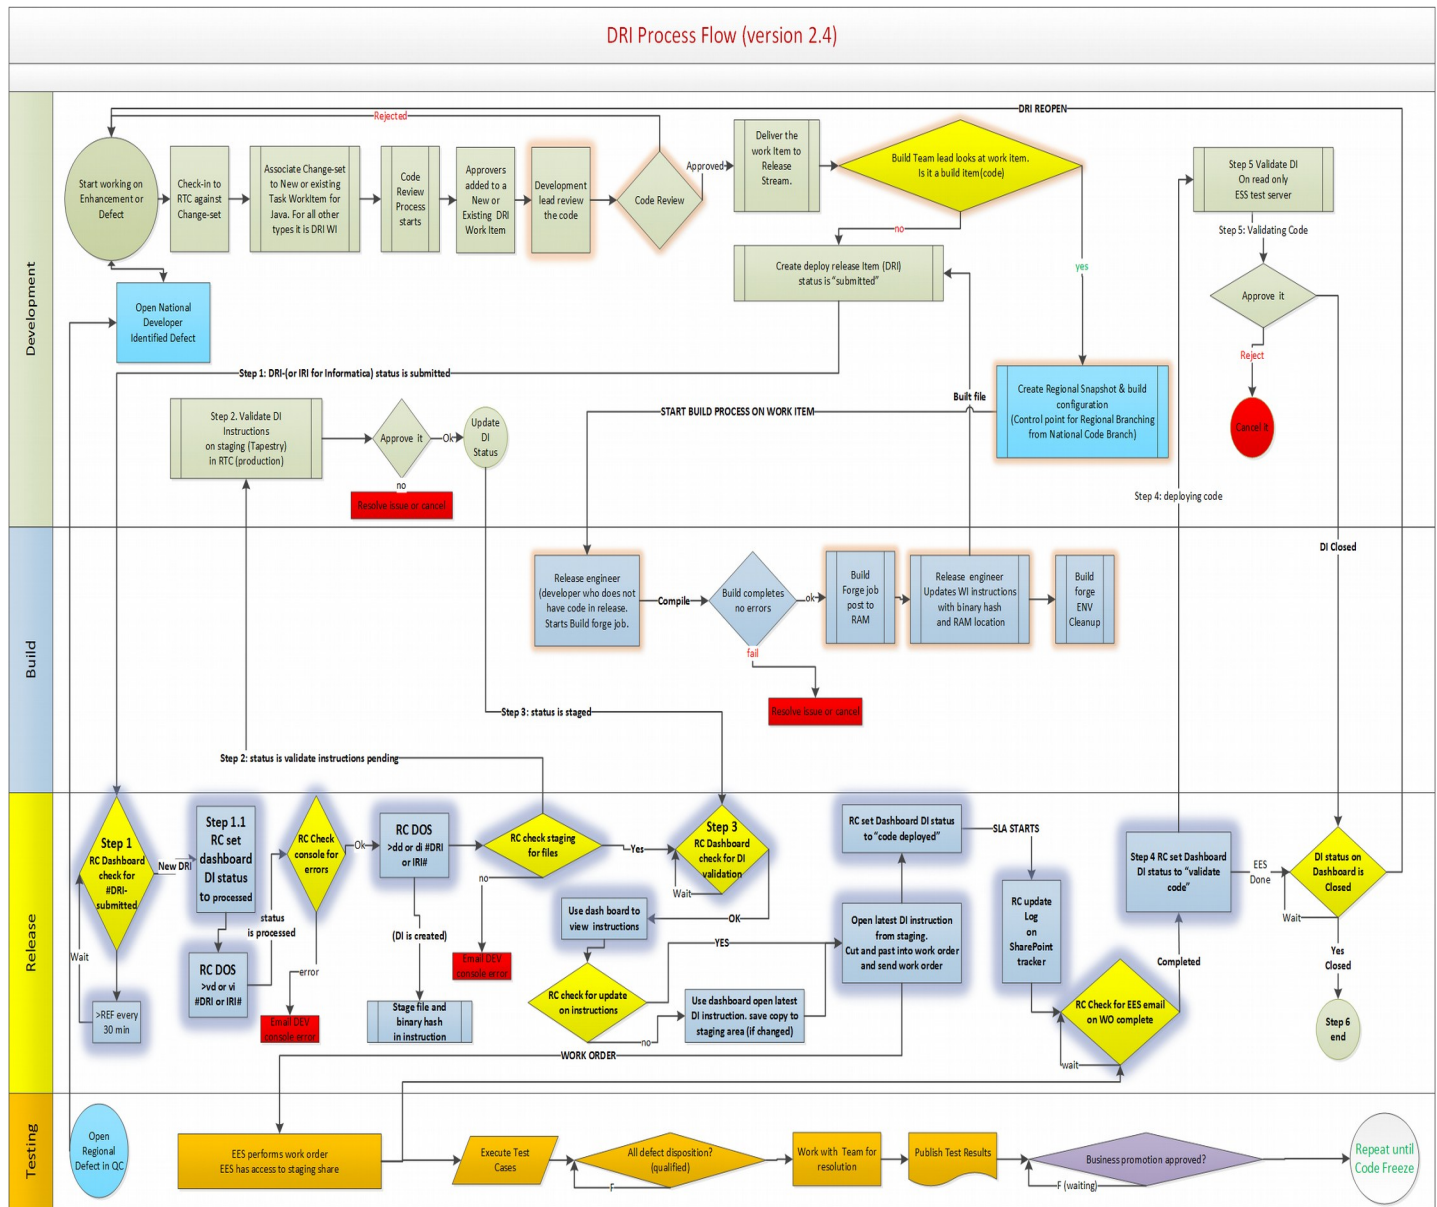 DRI Process Flow (version 2.4)
Development
DRI REOPEN
Rejected
Start working on
Enhancement or
Defect
Check-in to
RTC against
Change-set
Associate Change-set
to New or existing
Task WorkItem for
Java. For all other
types it is DRI WI
Code
Review
Process
starts
Approvers
added to a
New or
Existing DRI
Work Item
Development
lead review
the code
Code Review
Approved
Deliver the
work Item to
Release
Stream.
Build Team lead looks at work item.
Is it a build item(code)
no
yes
Create deploy release Item (DRI)
status is "submitted"
Step 5 Validate DI
On read only
ESS test server
Step 5: Validating Code
Approve it
Reject
Cancel it
Open National
Developer
Identified Defect
Step 1: DRI-(or IRI for Informatica) status is submitted
Step 2. Validate DI
Instructions
on staging (Tapestry)
in RTC (production)
Approve it
Ok
Update
DI
Status
no
Resolve issue or cancel
START BUILD PROCESS ON WORK ITEM
Built file
Create Regional Snapshot & build
configuration
(Control point for Regional Branching
from National Code Branch)
Step 4: deploying code
DI Closed
Build
Release engineer
(developer who does not
have code in release.
Starts Build forge job.
Compile
Build completes
no errors
ok
fail
Resolve issue or cancel
Build
Forge job
post to
RAM
Release engineer
Updates WI instructions
with binary hash
and RAM location
Build
forge
ENV
Cleanup
Step 3: status is staged
Step 2: status is validate instructions pending
Release
Step 1
RC Dashboard
check for
#DRI-
submitted
New DRI
Wait
>REF every
30 min
Step 1.1
RC set
dashboard
DI status
to processed
RC DOS
>vd or vi
#DRI or IRI#
status
is processed
RC Check
console for
errors
Ok
error
Email DEV
console error
RC DOS
>dd or di #DRI
or IRI#
(DI is created)
Stage file and
binary hash
in instruction
RC check staging
for files
no
Email DEV
console error
Yes
Step 3
RC Dashboard
check for DI
validation
Wait
OK
Use dash board to
view instructions
RC check for update
on instructions
YES
no
Use dashboard open latest
DI instruction. save copy to
staging area (if changed)
RC set Dashboard DI status
to "code deployed"
Open latest DI instruction
from staging.
Cut and past into work order
and send work order
SLA STARTS
RC update
Log
on
SharePoint
tracker
RC Check for EES email
on WO complete
wait
Completed
Step 4 RC set Dashboard
DI status to "validate
code"
EES
Done
DI status on
Dashboard is
Closed
Wait
Yes
Closed
Step 6
end
WORK ORDER
Testing
Open
Regional
Defect in QC
EES performs work order
EES has access to staging share
Execute Test
Cases
All defect disposition?
(qualified)
F
Work with Team for
resolution
Publish Test Results
Business promotion approved?
F (waiting)
Repeat until
Code Freeze